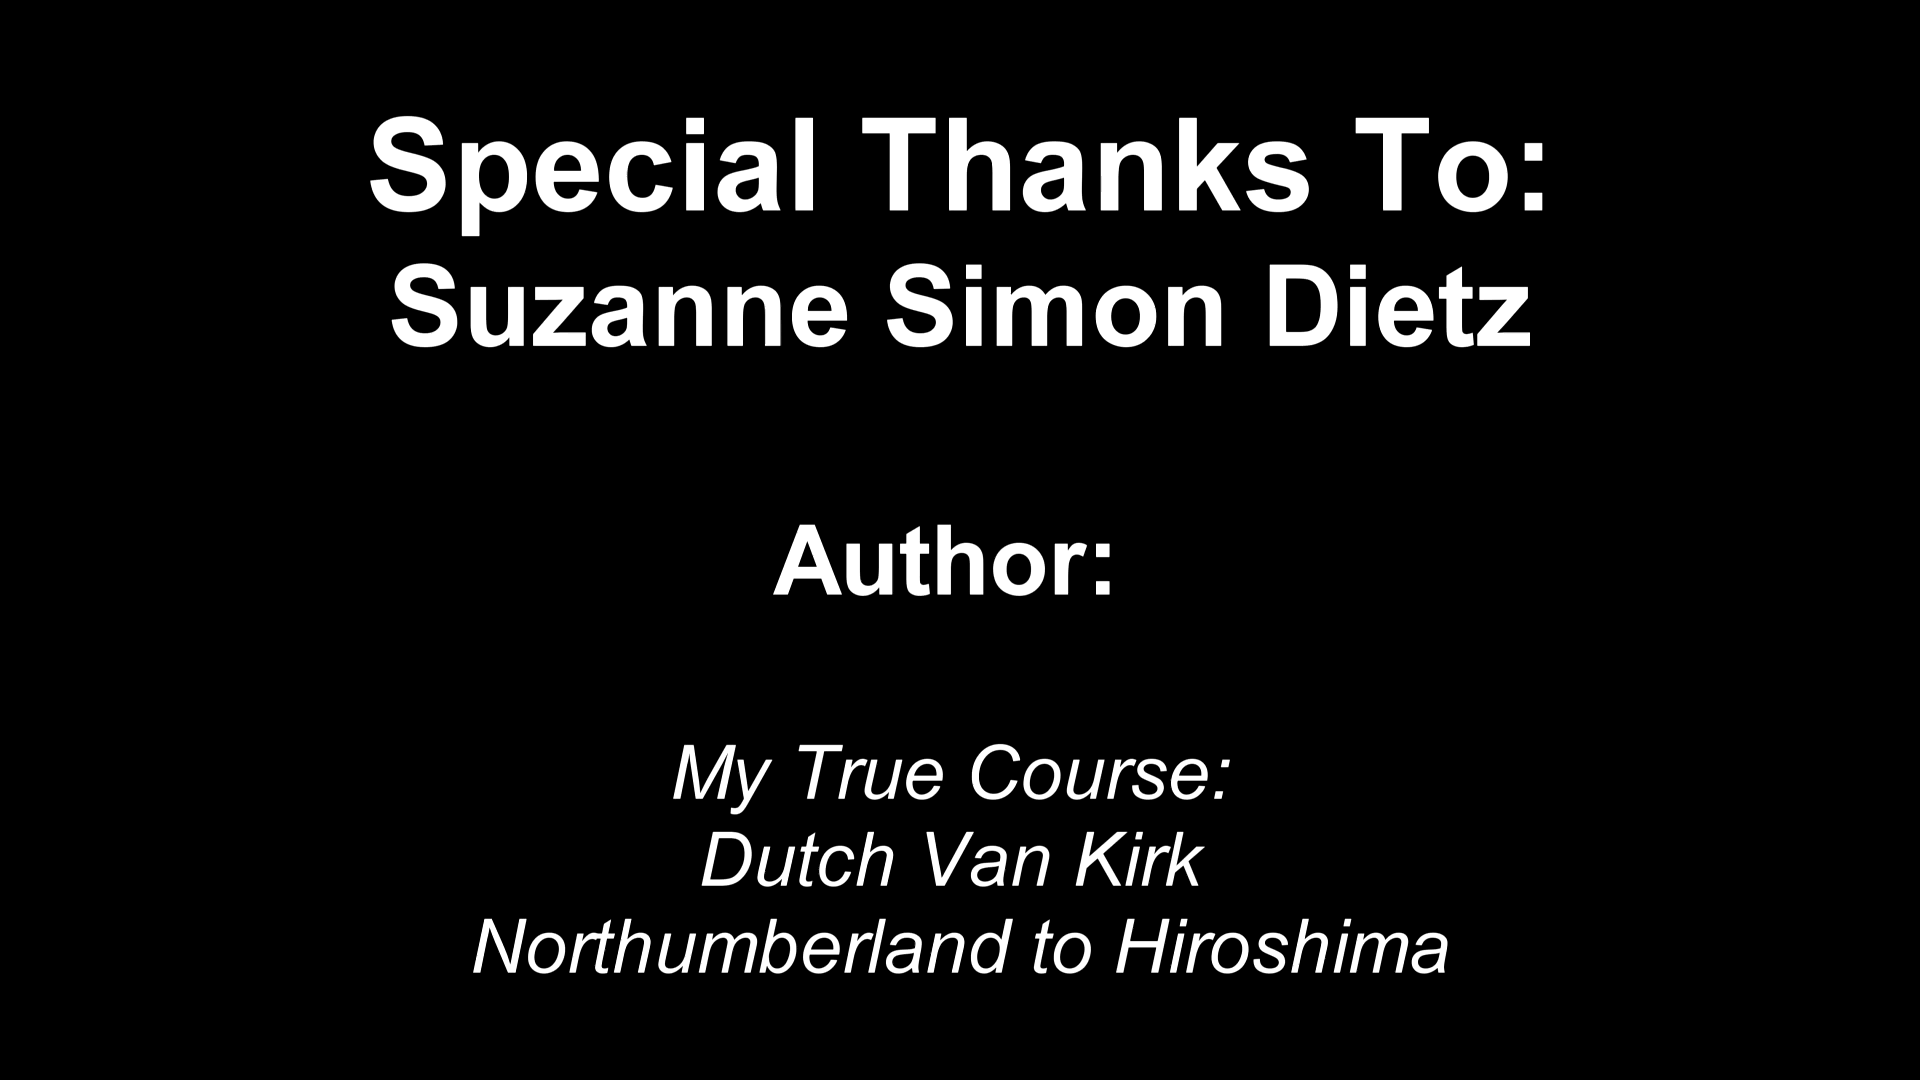 Special Thanks To:
Suzanne Simon Dietz
Author:
My True Course:
Dutch Van Kirk
Northumberland to Hiroshima